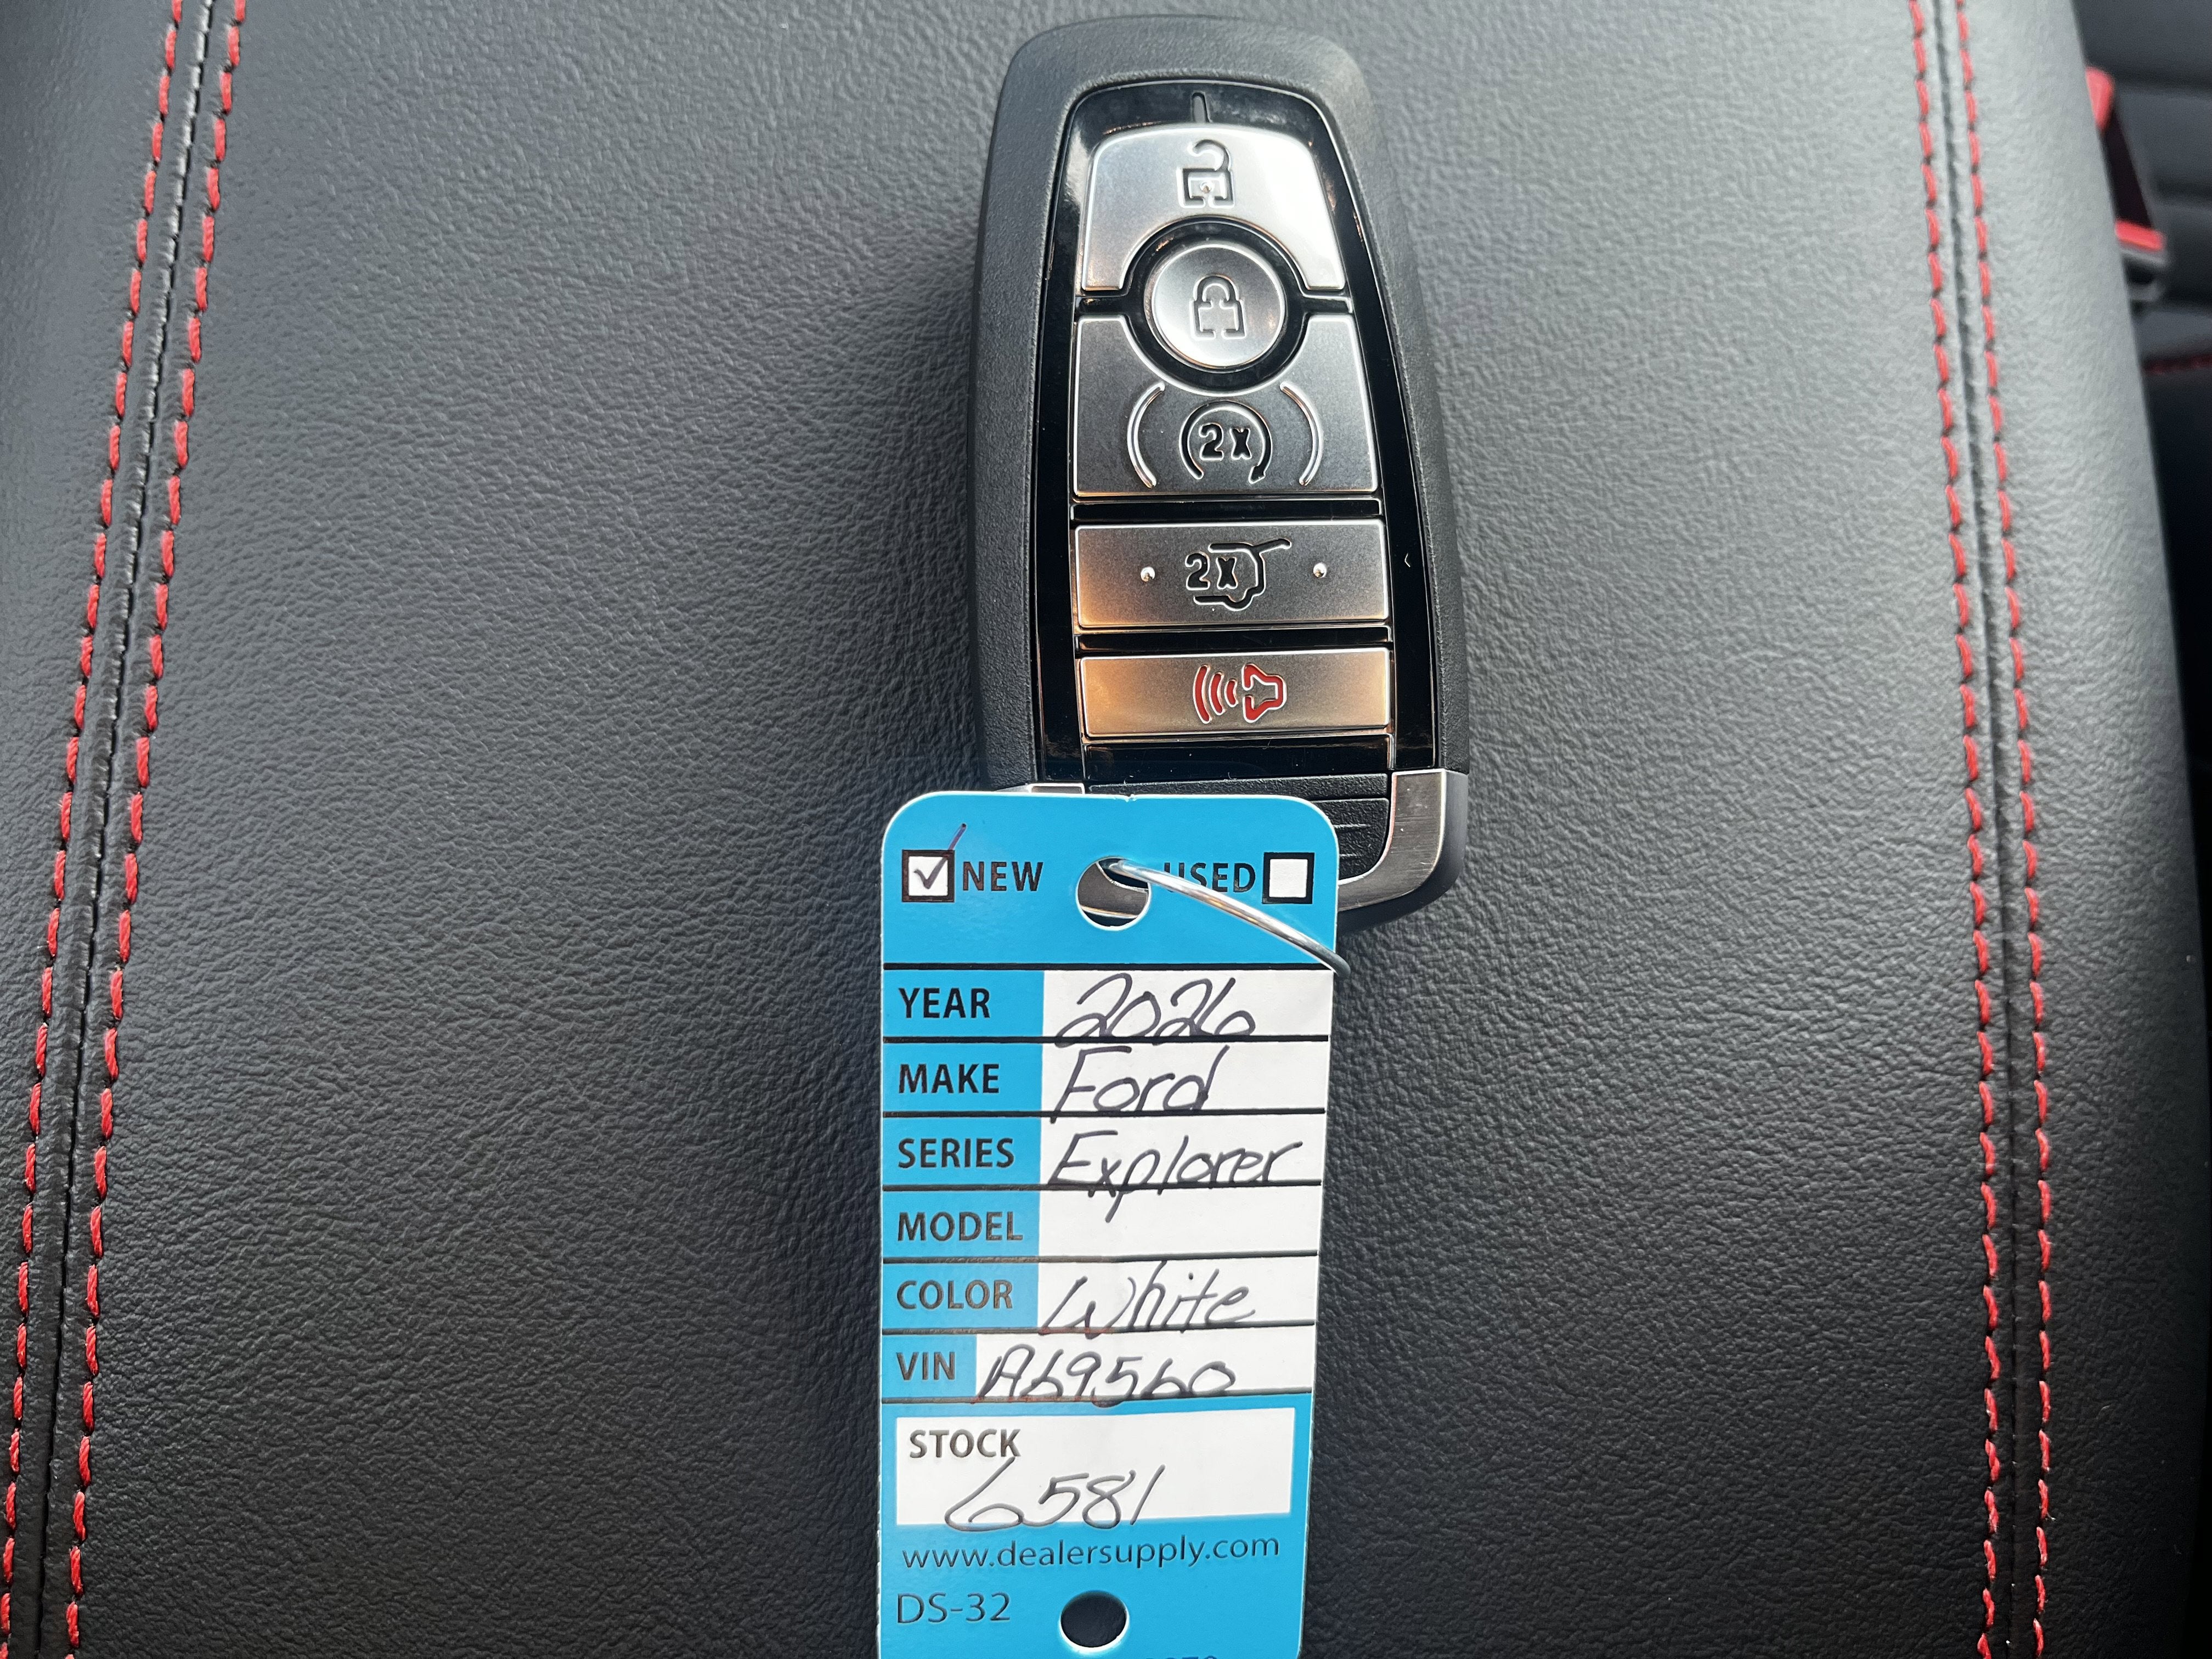 2x
2x
NEW USED
YEAR 2026
MAKE Ford
SERIES Explorer
MODEL
COLOR White
VIN A69560
STOCK
6581
www.dealersupply.com
DS-32